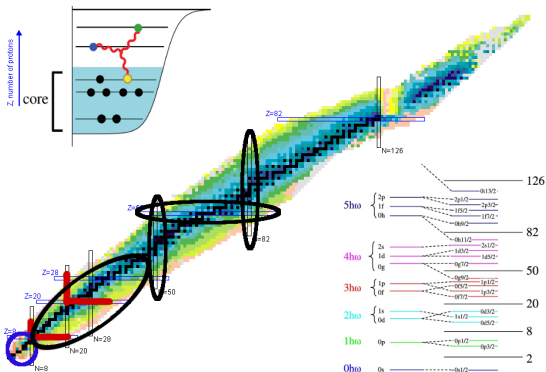 Z, number of protons
core
Z=82
N=126
=82
=50
Z=28
Z=20
N=28
N=20
Z=8
N=8
126
0i13/2
5ħω
2p
2p1/2
2p3/2
1f
1f5/2
1f7/2
0h
0h9/2
82
0h11/2
4ħω
2s
2s1/2
1d3/2
1d
1d5/2
0g
0g7/2
50
0g9/2
3ħω
1p
1p1/2
0f5/2
1p3/2
0f
0f7/2
20
2ħω
1s
0d3/2
1s1/2
0d
0d5/2
8
1ħω
0p
0p1/2
0p3/2
2
0ħω
0s
0s1/2